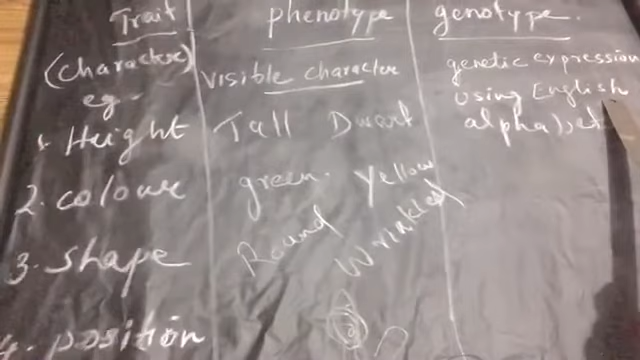 Trait phenotype genotype.
(character) visible character genetic expression
eg- using English
1. Height Tall Dwarf
2. colour green. Yellow
3. shape Round Wrinkled
4. position